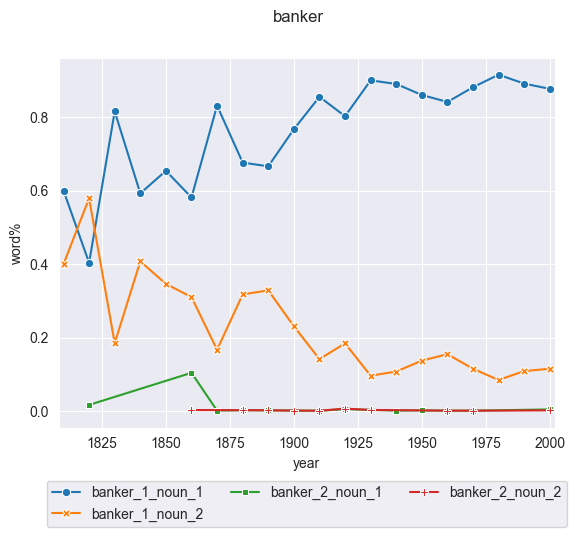 banker
0.8
0.6
0.4
0.2
0.0
word%
1825 1850 1875 1900 1925 1950 1975 2000
year
banker_1_noun_1 banker_2_noun_1 banker_2_noun_2
banker_1_noun_2